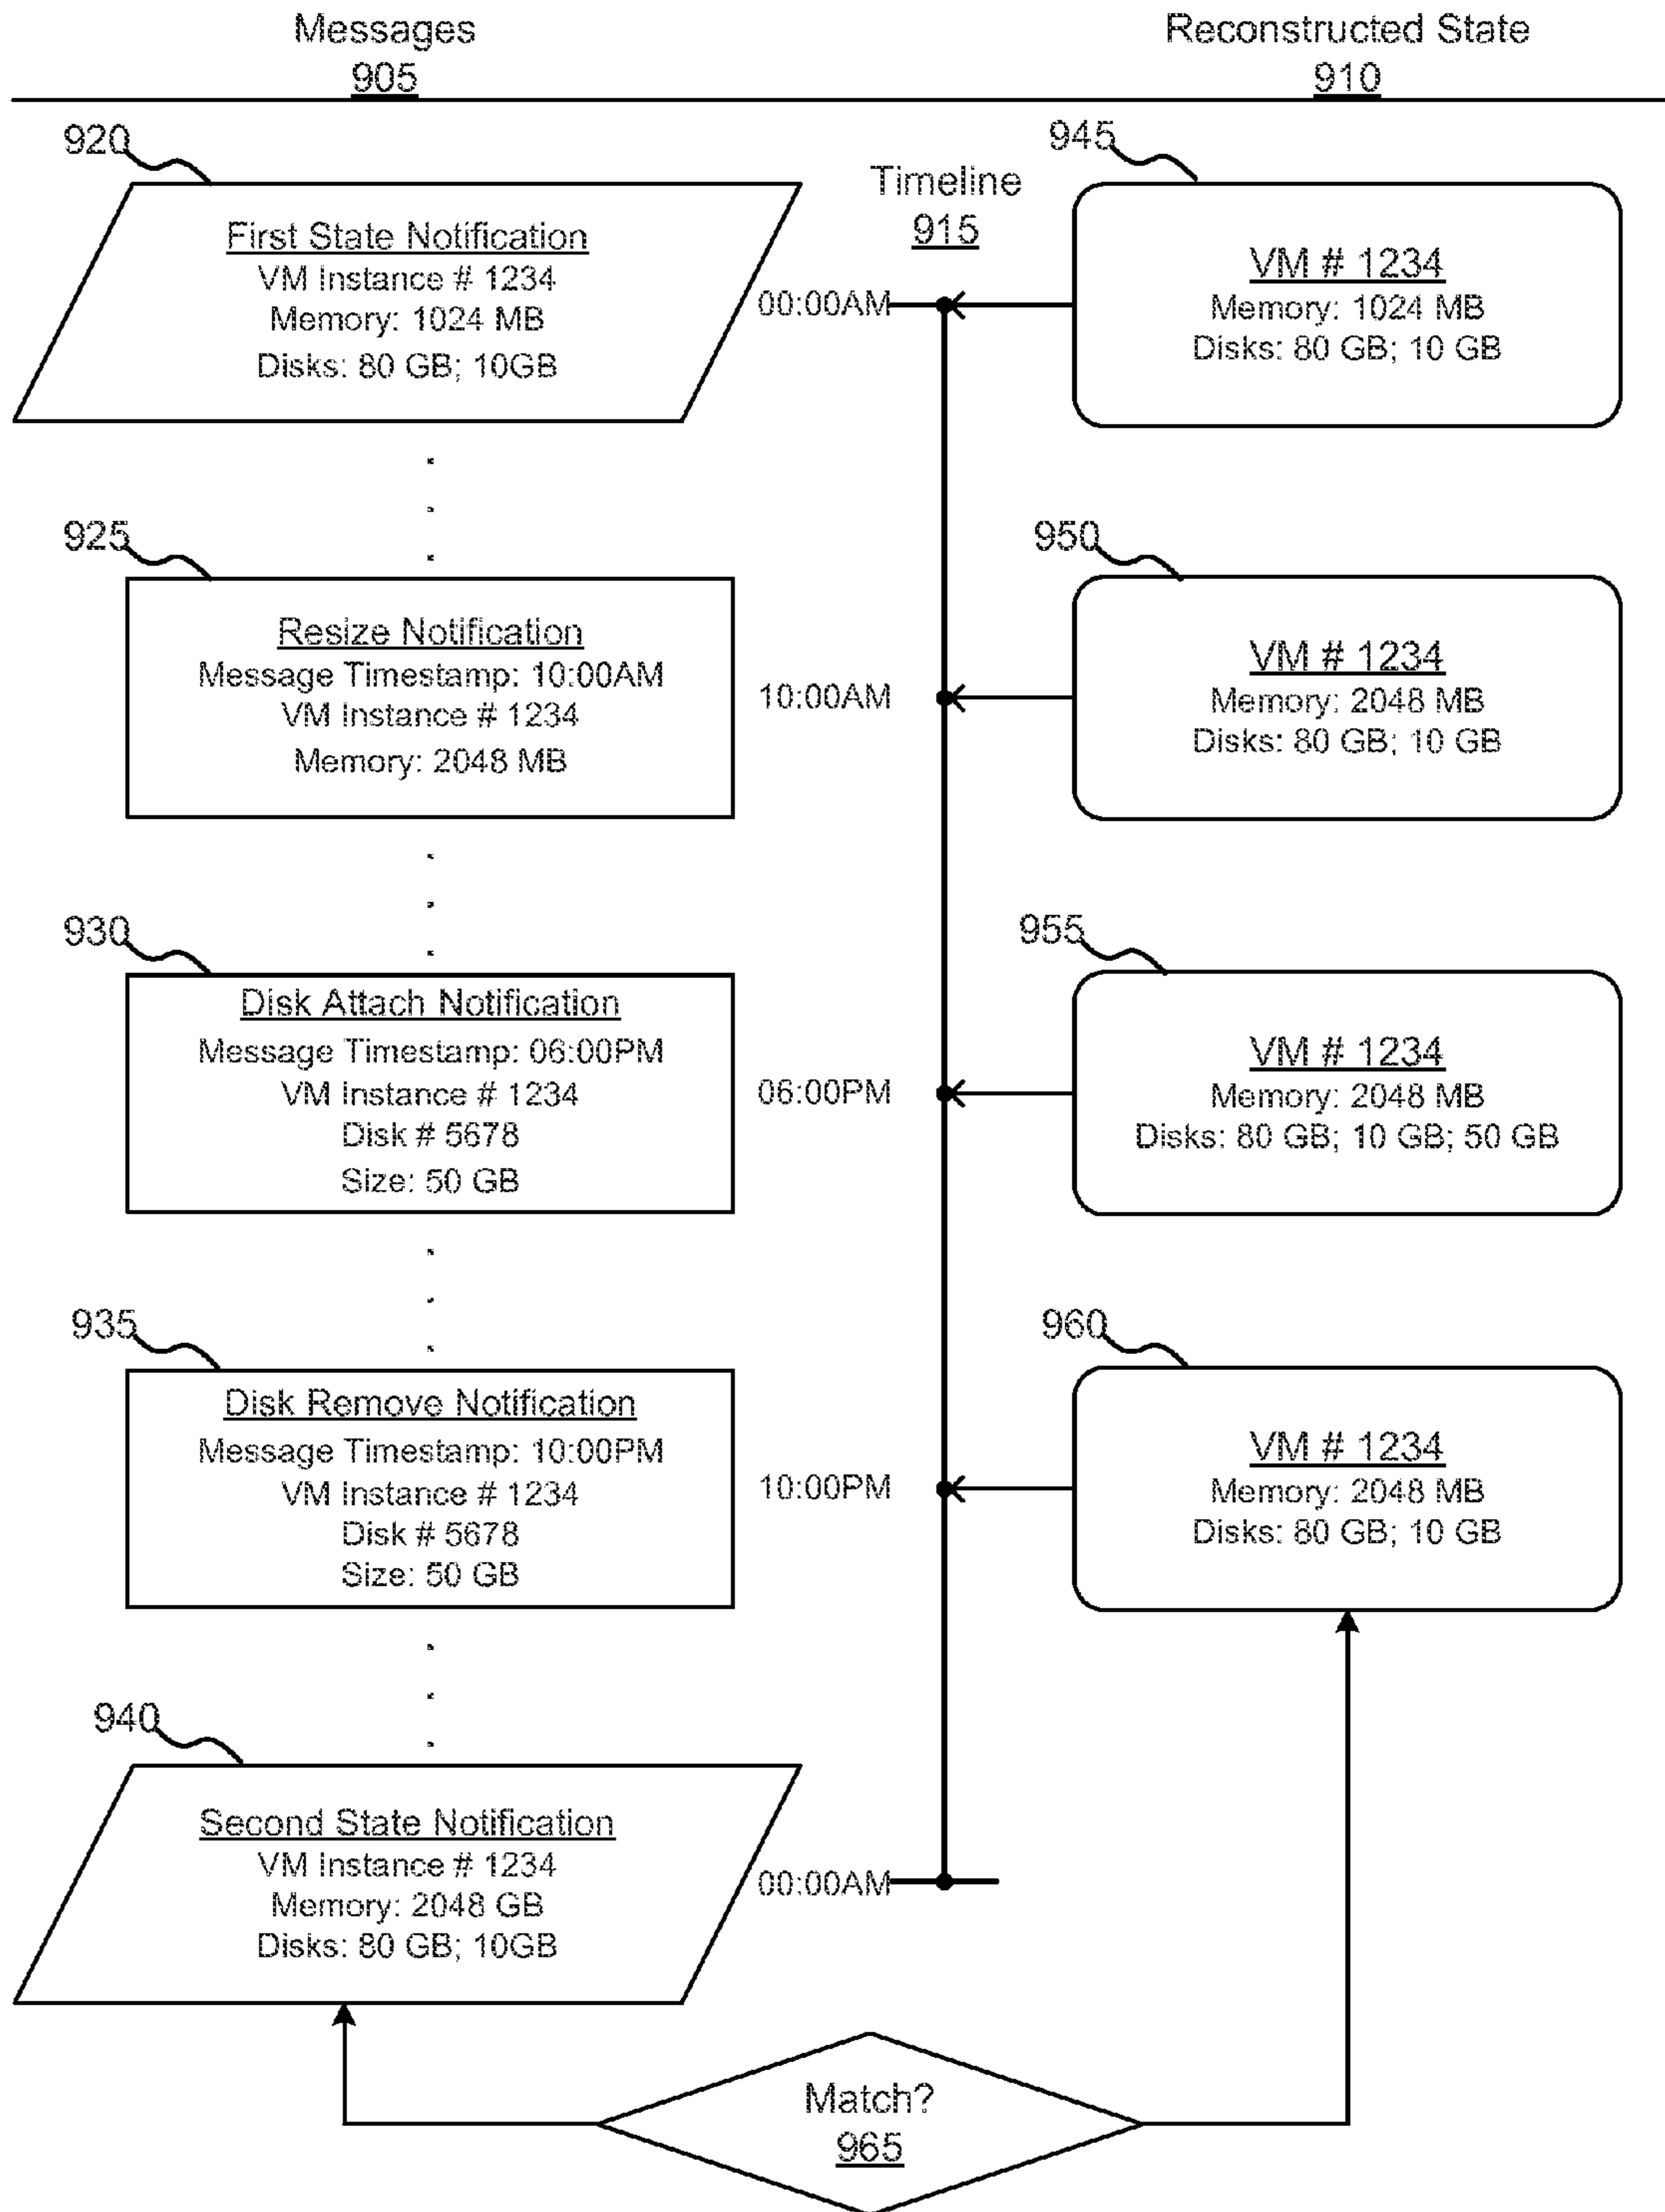 Messages
905
Reconstructed State
910
920
First State Notification
VM Instance # 1234
Memory: 1024 MB
Disks: 80 GB; 10GB
Timeline
915
00:00AM
945
VM # 1234
Memory: 1024 MB
Disks: 80 GB; 10 GB
925
Resize Notification
Message Timestamp: 10:00AM
VM Instance # 1234
Memory: 2048 MB
10:00AM
950
VM # 1234
Memory: 2048 MB
Disks: 80 GB; 10 GB
930
Disk Attach Notification
Message Timestamp: 06:00PM
VM Instance # 1234
Disk # 5678
Size: 50 GB
06:00PM
955
VM # 1234
Memory: 2048 MB
Disks: 80 GB; 10 GB; 50 GB
935
Disk Remove Notification
Message Timestamp: 10:00PM
VM Instance # 1234
Disk # 5678
Size: 50 GB
10:00PM
960
VM # 1234
Memory: 2048 MB
Disks: 80 GB; 10 GB
940
Second State Notification
VM Instance # 1234
Memory: 2048 GB
Disks: 80 GB; 10GB
00:00AM
Match?
965